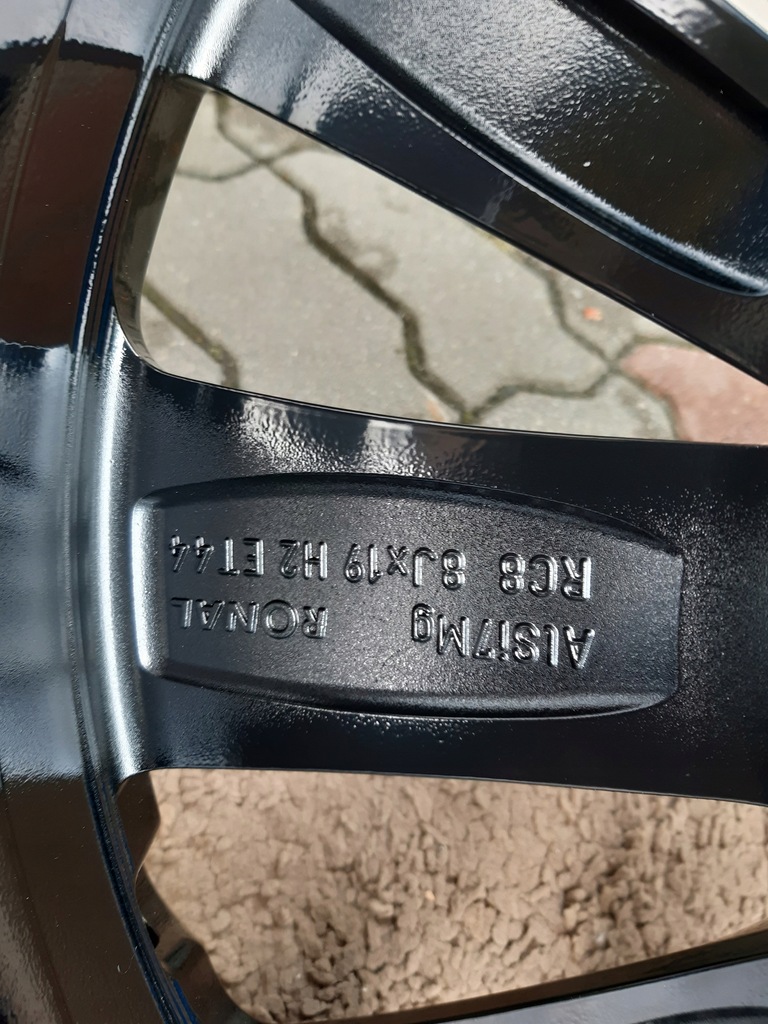 AlSi7Mg RONAL
RC8 8Jx19 H2 ET44